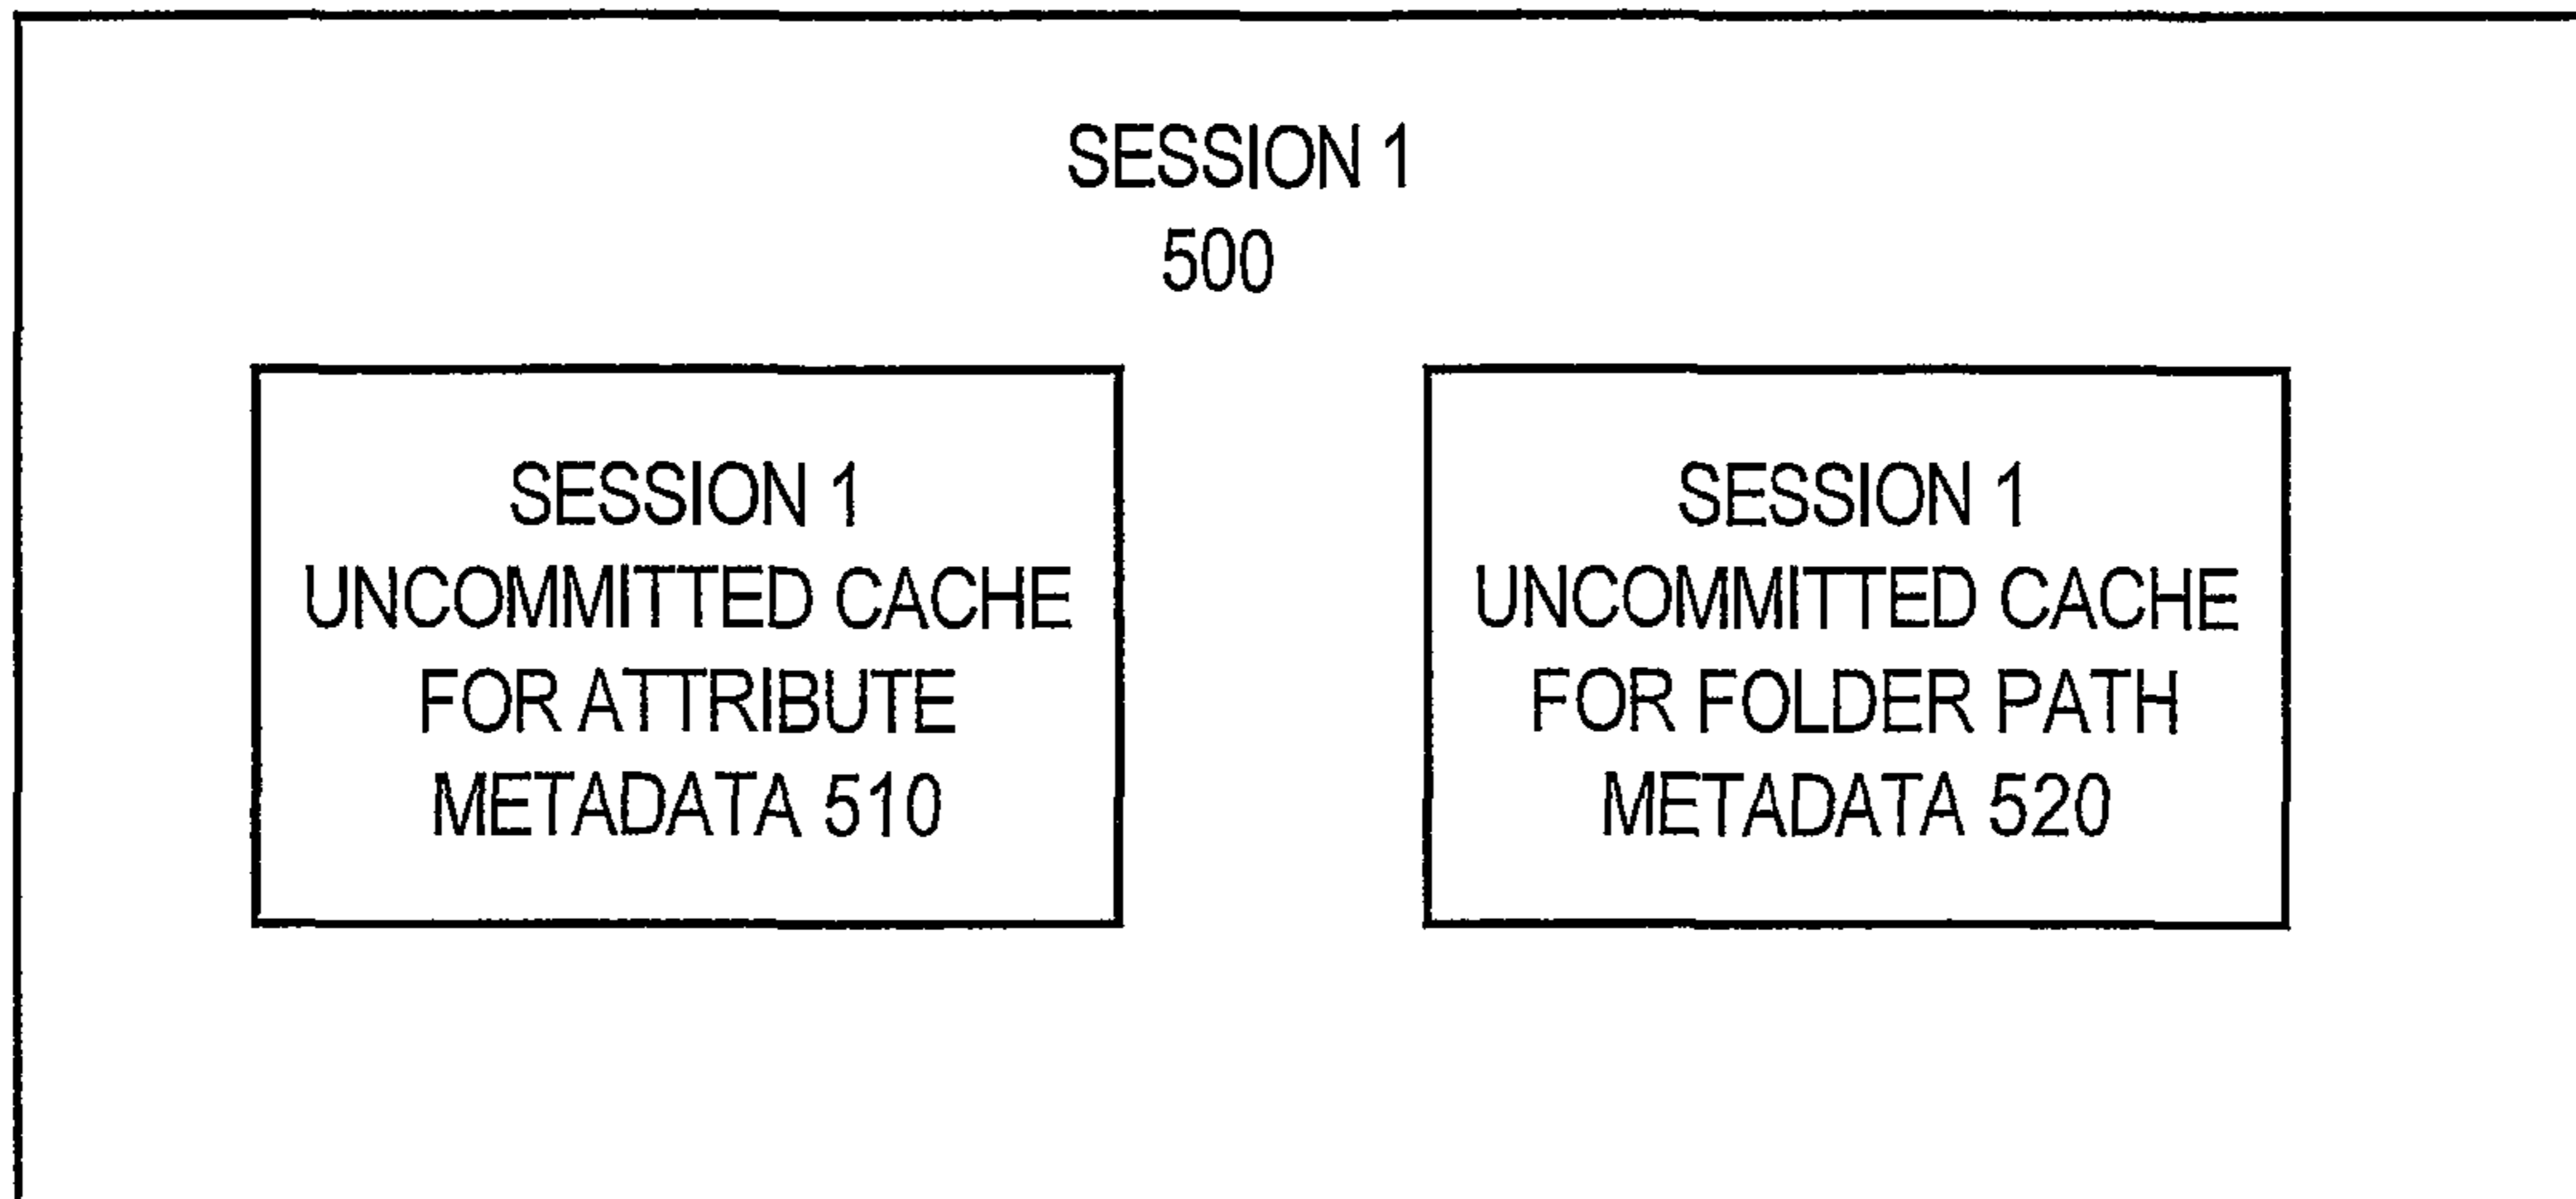 SESSION 1
500
SESSION 1
UNCOMMITTED CACHE
FOR ATTRIBUTE
METADATA 510
SESSION 1
UNCOMMITTED CACHE
FOR FOLDER PATH
METADATA 520